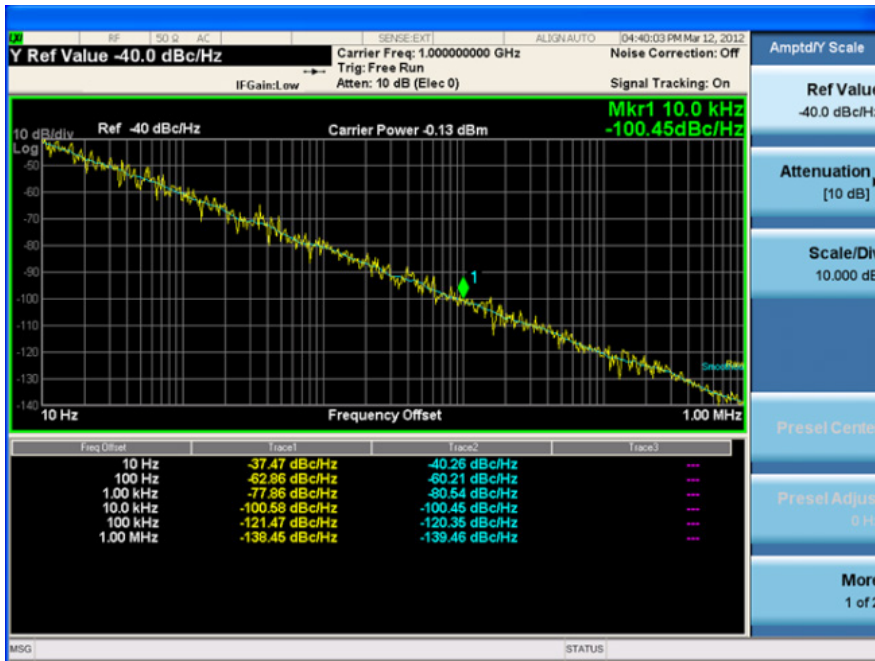 LXI RF 50 Ω AC SENSE:EXT ALIGN AUTO 04:40:03 PM Mar 12, 2012
Y Ref Value -40.0 dBc/Hz
Carrier Freq: 1.000000000 GHz
Noise Correction: Off
Trig: Free Run
IFGain:Low
Atten: 10 dB (Elec 0)
Signal Tracking: On
Mkr1 10.0 kHz
-100.45dBc/Hz
10 dB/div
Ref -40 dBc/Hz
Carrier Power -0.13 dBm
Log
-50
-60
-70
-80
-90
1
-100
-110
-120
-130
-140
10 Hz
Frequency Offset
1.00 MHz
Freq Offset Trace1 Trace2 Trace3
10 Hz -37.47 dBc/Hz -40.26 dBc/Hz ---
100 Hz -62.86 dBc/Hz -60.21 dBc/Hz ---
1.00 kHz -77.86 dBc/Hz -80.54 dBc/Hz ---
10.0 kHz -100.58 dBc/Hz -100.45 dBc/Hz ---
100 kHz -121.47 dBc/Hz -120.35 dBc/Hz ---
1.00 MHz -138.45 dBc/Hz -139.46 dBc/Hz ---
MSG
STATUS
Amptd/Y Scale
Ref Value
-40.0 dBc/Hz
Attenuation
[10 dB]
Scale/Div
10.000 dB
Presel Center
Presel Adjus
0 H
More
1 of 2